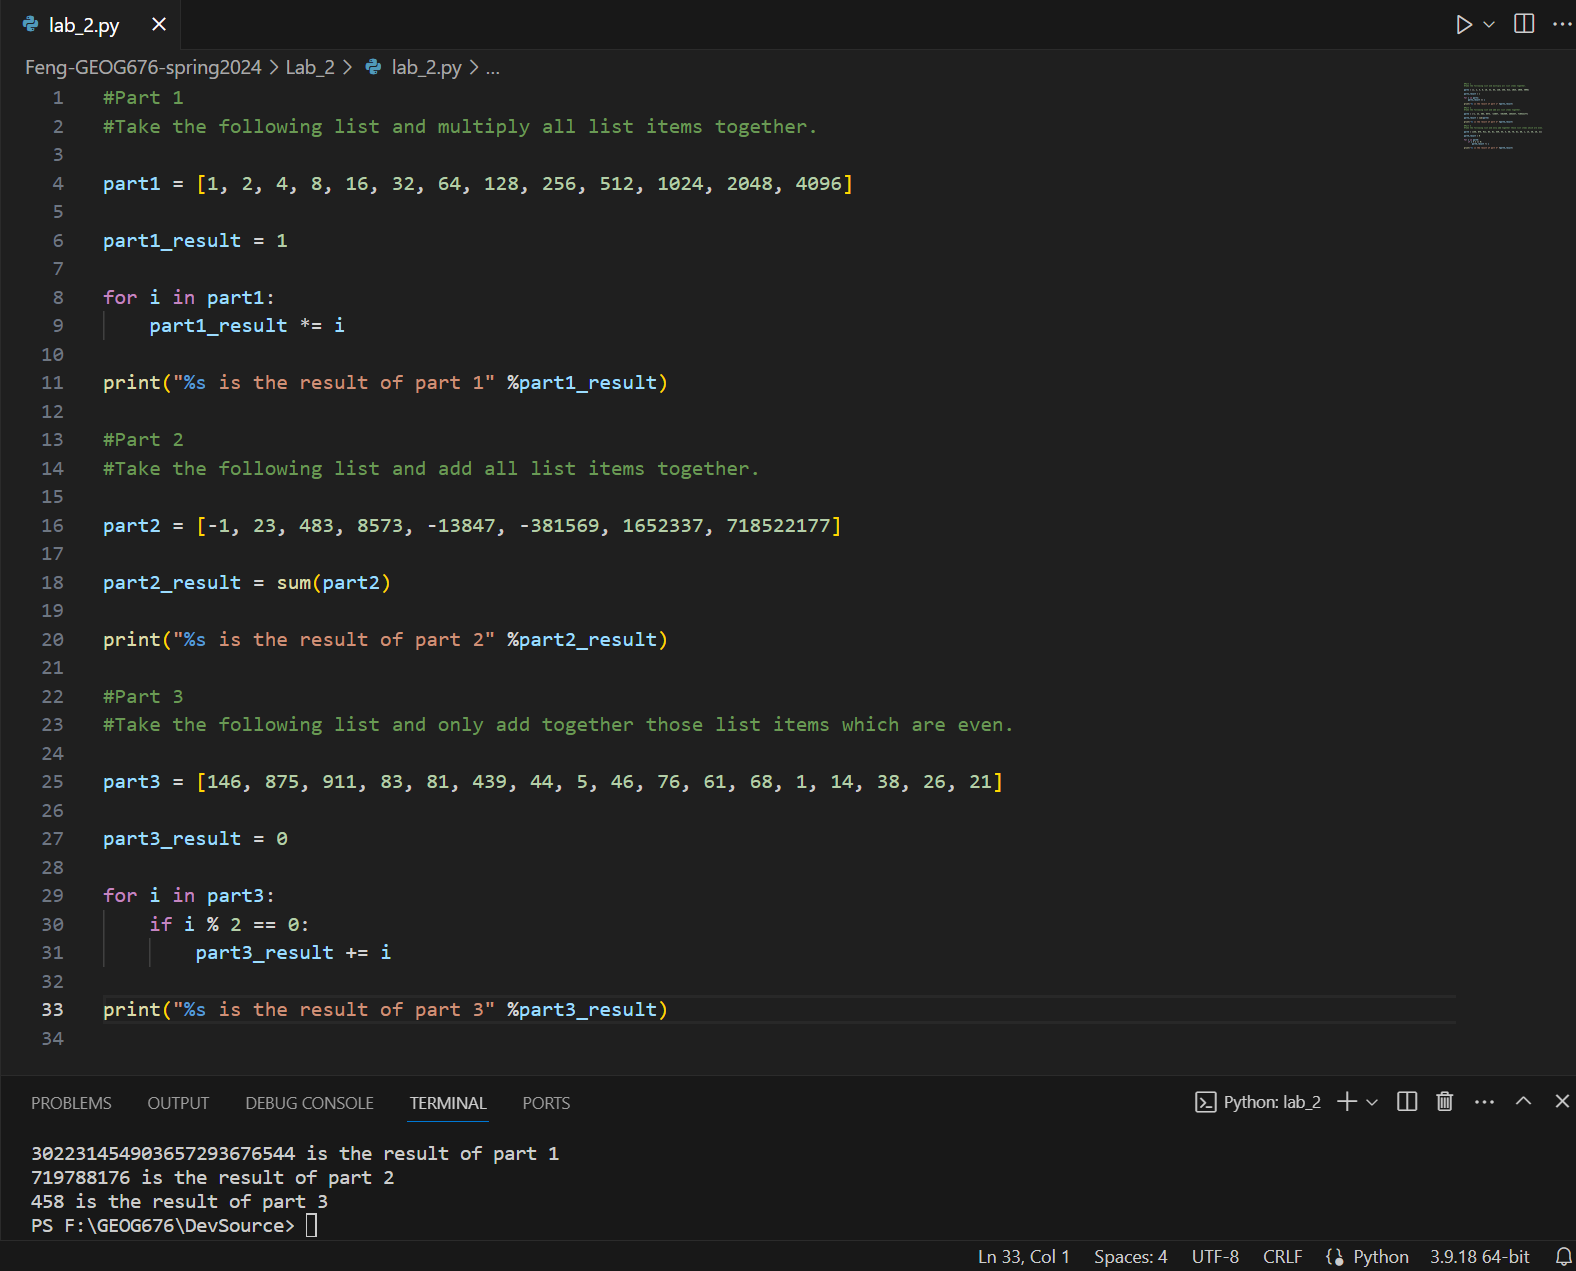 lab_2.py
Feng-GEOG676-spring2024 > Lab_2 > lab_2.py > ...
1 #Part 1
2 #Take the following list and multiply all list items together.
3
4 part1 = [1, 2, 4, 8, 16, 32, 64, 128, 256, 512, 1024, 2048, 4096]
5
6 part1_result = 1
7
8 for i in part1:
9     part1_result *= i
10
11 print("%s is the result of part 1" %part1_result)
12
13 #Part 2
14 #Take the following list and add all list items together.
15
16 part2 = [-1, 23, 483, 8573, -13847, -381569, 1652337, 718522177]
17
18 part2_result = sum(part2)
19
20 print("%s is the result of part 2" %part2_result)
21
22 #Part 3
23 #Take the following list and only add together those list items which are even.
24
25 part3 = [146, 875, 911, 83, 81, 439, 44, 5, 46, 76, 61, 68, 1, 14, 38, 26, 21]
26
27 part3_result = 0
28
29 for i in part3:
30     if i % 2 == 0:
31         part3_result += i
32
33 print("%s is the result of part 3" %part3_result)
34
PROBLEMS OUTPUT DEBUG CONSOLE TERMINAL PORTS Python: lab_2
302231454903657293676544 is the result of part 1
719788176 is the result of part 2
458 is the result of part 3
PS F:\GEOG676\DevSource>
Ln 33, Col 1 Spaces: 4 UTF-8 CRLF Python 3.9.18 64-bit